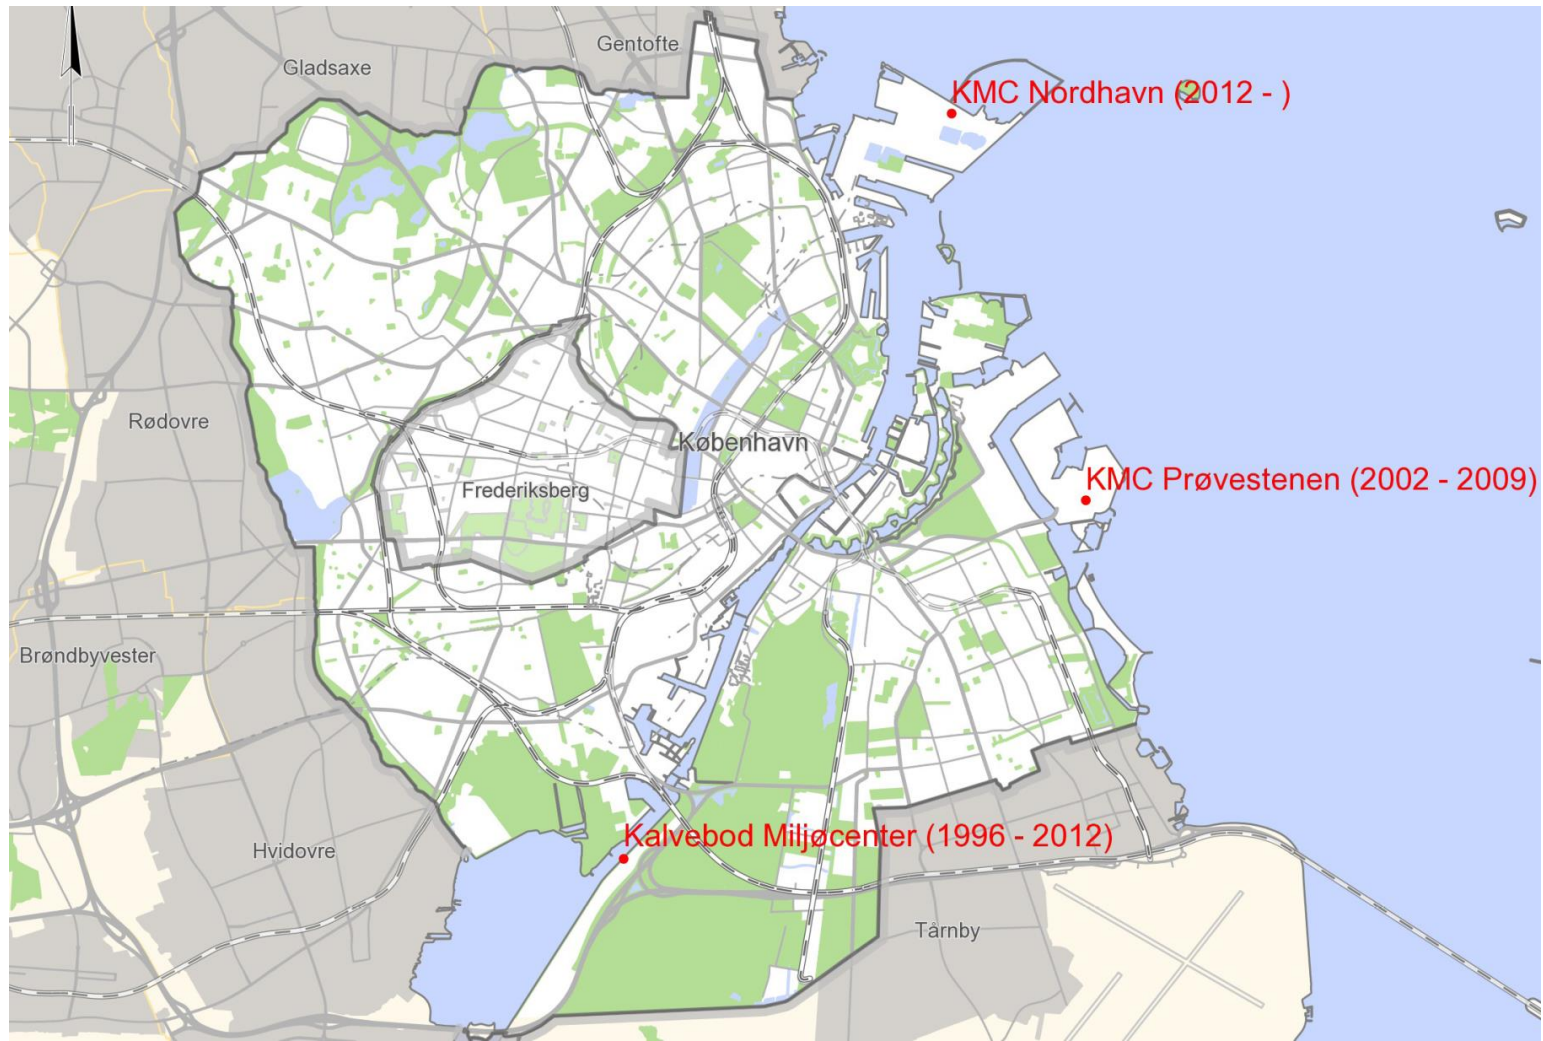 Gentofte
Gladsaxe
KMC Nordhavn (2012 - )
Rødovre
København
Frederiksberg
KMC Prøvestenen (2002 - 2009)
Brøndbyvester
Kalvebod Miljøcenter (1996 - 2012)
Hvidovre
Tårnby